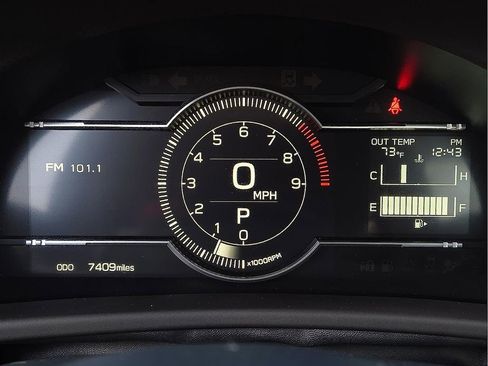 OUT TEMP PM
73°F 12:43
FM 101.1
C H
E F
6 7
5 8
4 9
3
2
1
0
0 MPH
P
×1000RPM
ODO 7409miles